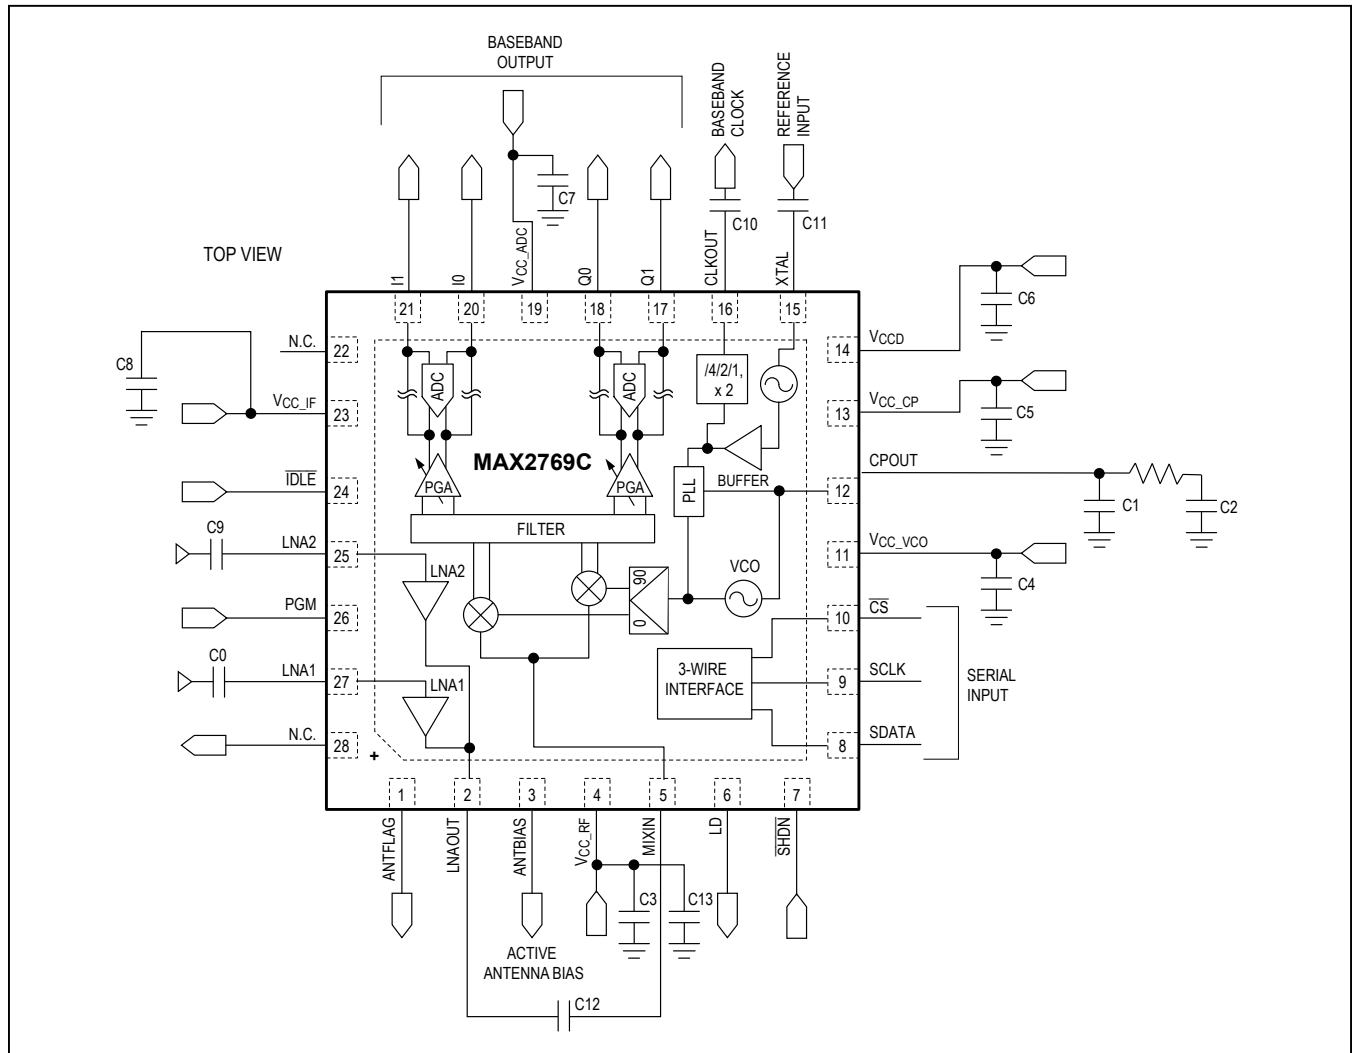 BASEBAND
OUTPUT
BASEBAND
CLOCK
REFERENCE
INPUT
C7
C10
C11
TOP VIEW
I1
I0
VCC_ADC
Q0
Q1
CLKOUT
XTAL
21
20
19
18
17
16
15
C6
C8
N.C.
22
14
VCCD
ADC
ADC
/4/2/1,
x 2
VCC_IF
23
13
VCC_CP
C5
MAX2769C
CPOUT
IDLE
24
PGA
PGA
PLL
BUFFER
12
C1
C2
FILTER
C9
LNA2
25
11
VCC_VCO
C4
LNA2
90
0
VCO
PGM
26
10
CS
C0
LNA1
27
LNA1
3-WIRE
INTERFACE
9
SCLK
SERIAL
INPUT
N.C.
28
+
8
SDATA
1
2
3
4
5
6
7
ANTFLAG
LNAOUT
ANTBIAS
VCC_RF
MIXIN
LD
SHDN
C3
C13
ACTIVE
ANTENNA BIAS
C12